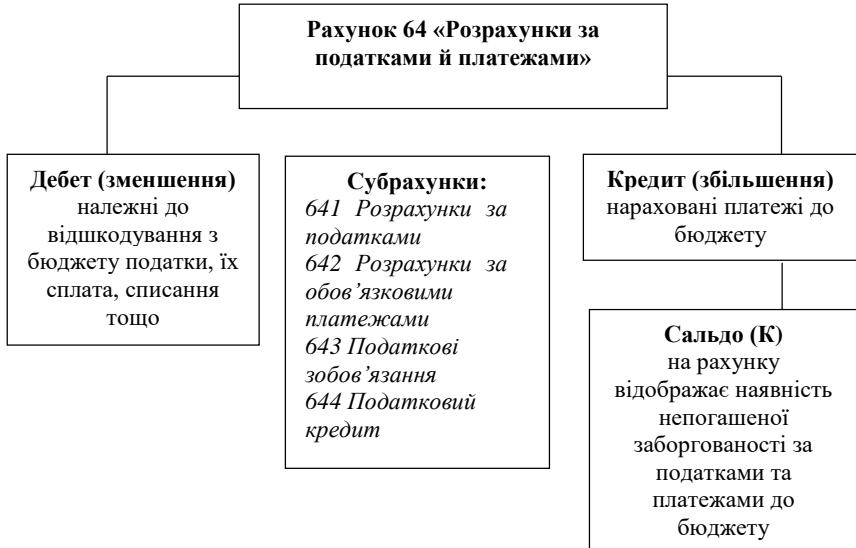 Рахунок 64 «Розрахунки за
податками й платежами»
Дебет (зменшення)
належні до
відшкодування з
бюджету податки, їх
сплата, списання
тощо
Субрахунки:
641 Розрахунки за
податками
642 Розрахунки за
обов’язковими
платежами
643 Податкові
зобов’язання
644 Податковий
кредит
Кредит (збільшення)
нараховані платежі до
бюджету
Сальдо (К)
на рахунку
відображає наявність
непогашеної
заборгованості за
податками та
платежами до
бюджету